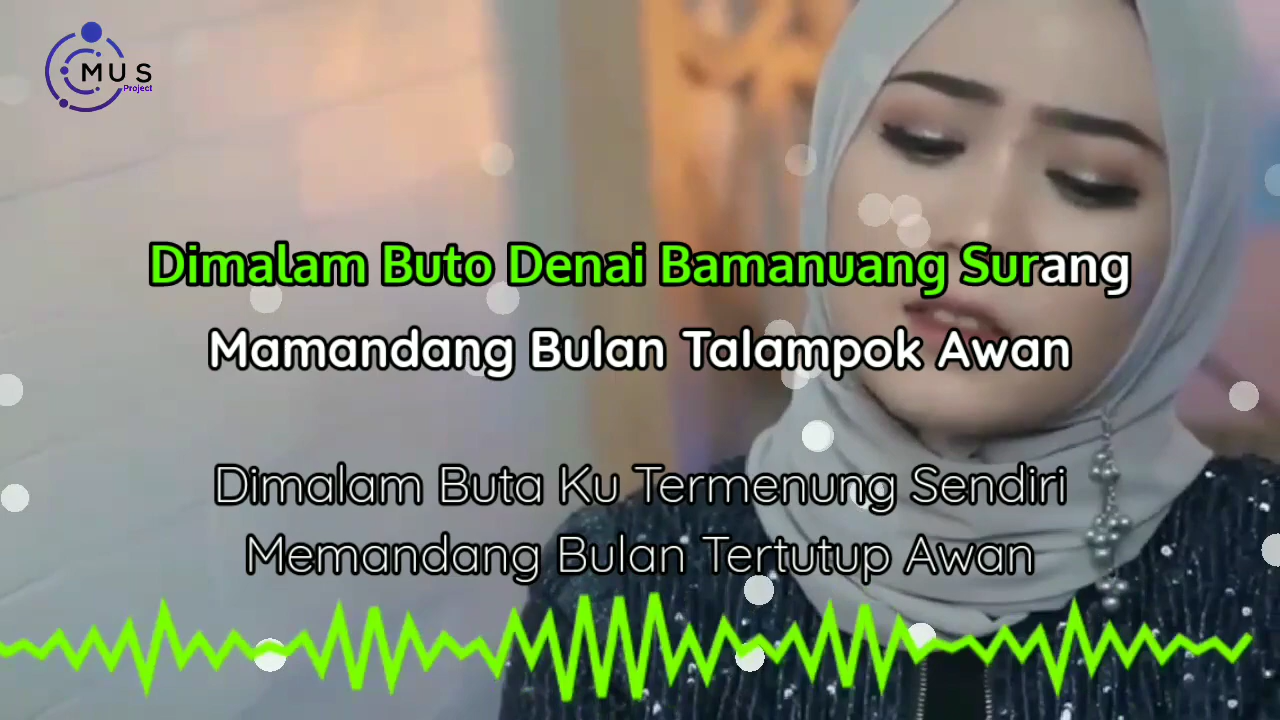 MUS
Project
Dimalam Buto Denai Bamanuang Surang
Mamandang Bulan Talampok Awan
Dimalam Buta Ku Termenung Sendiri
Memandang Bulan Tertutup Awan